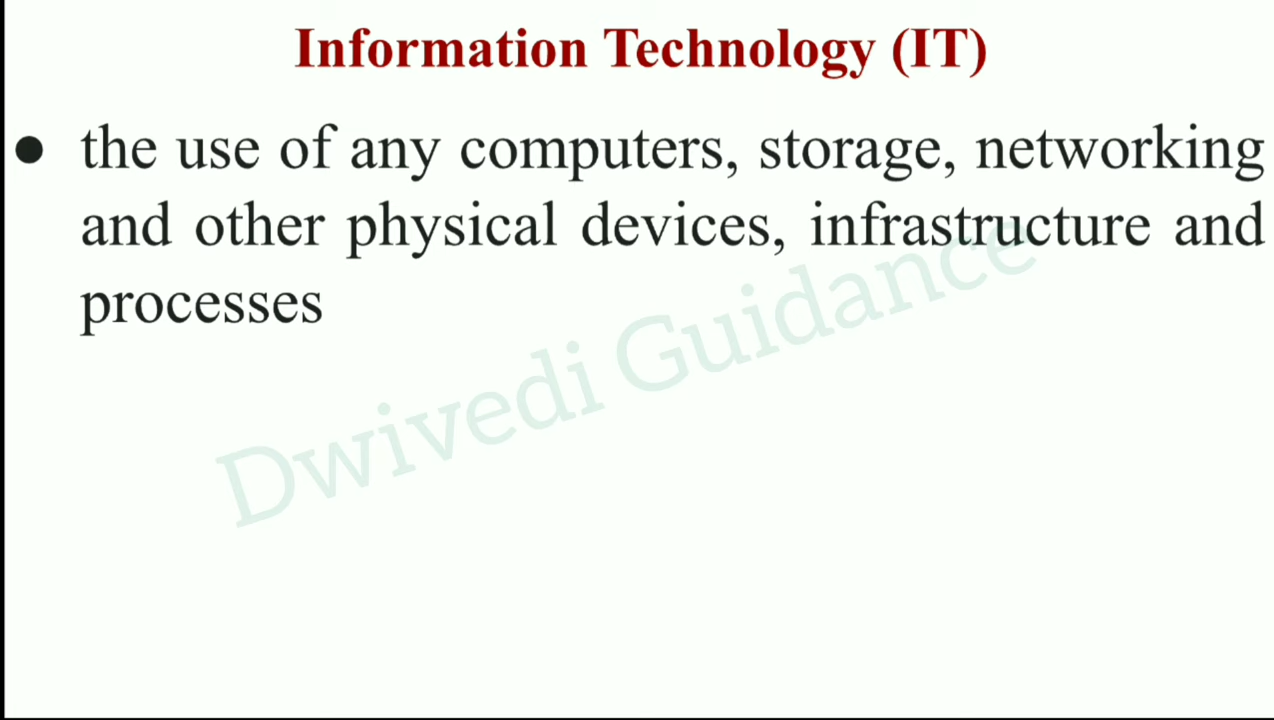 Information Technology (IT)
● the use of any computers, storage, networking
and other physical devices, infrastructure and
processes
Dwivedi Guidance